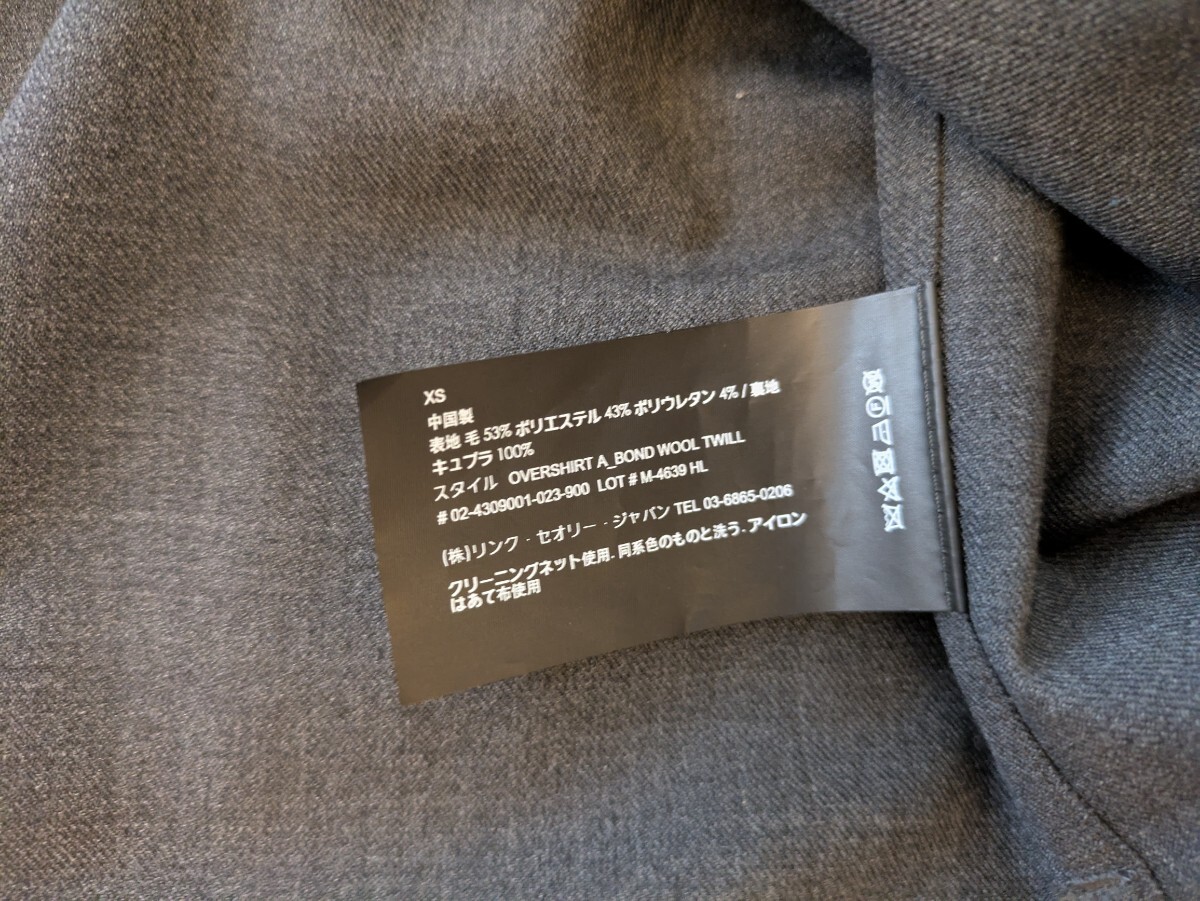 XS
中国製
表地 毛 53% ポリエステル 43% ポリウレタン 4% / 裏地
キュプラ 100%
スタイル OVERSHIRT A_BOND WOOL TWILL
# 02-4309001-023-900 LOT # M-4639 HL
(株)リンク・セオリー・ジャパン TEL 03-6865-0206
クリーニングネット使用. 同系色のものと洗う. アイロン
はあて布使用